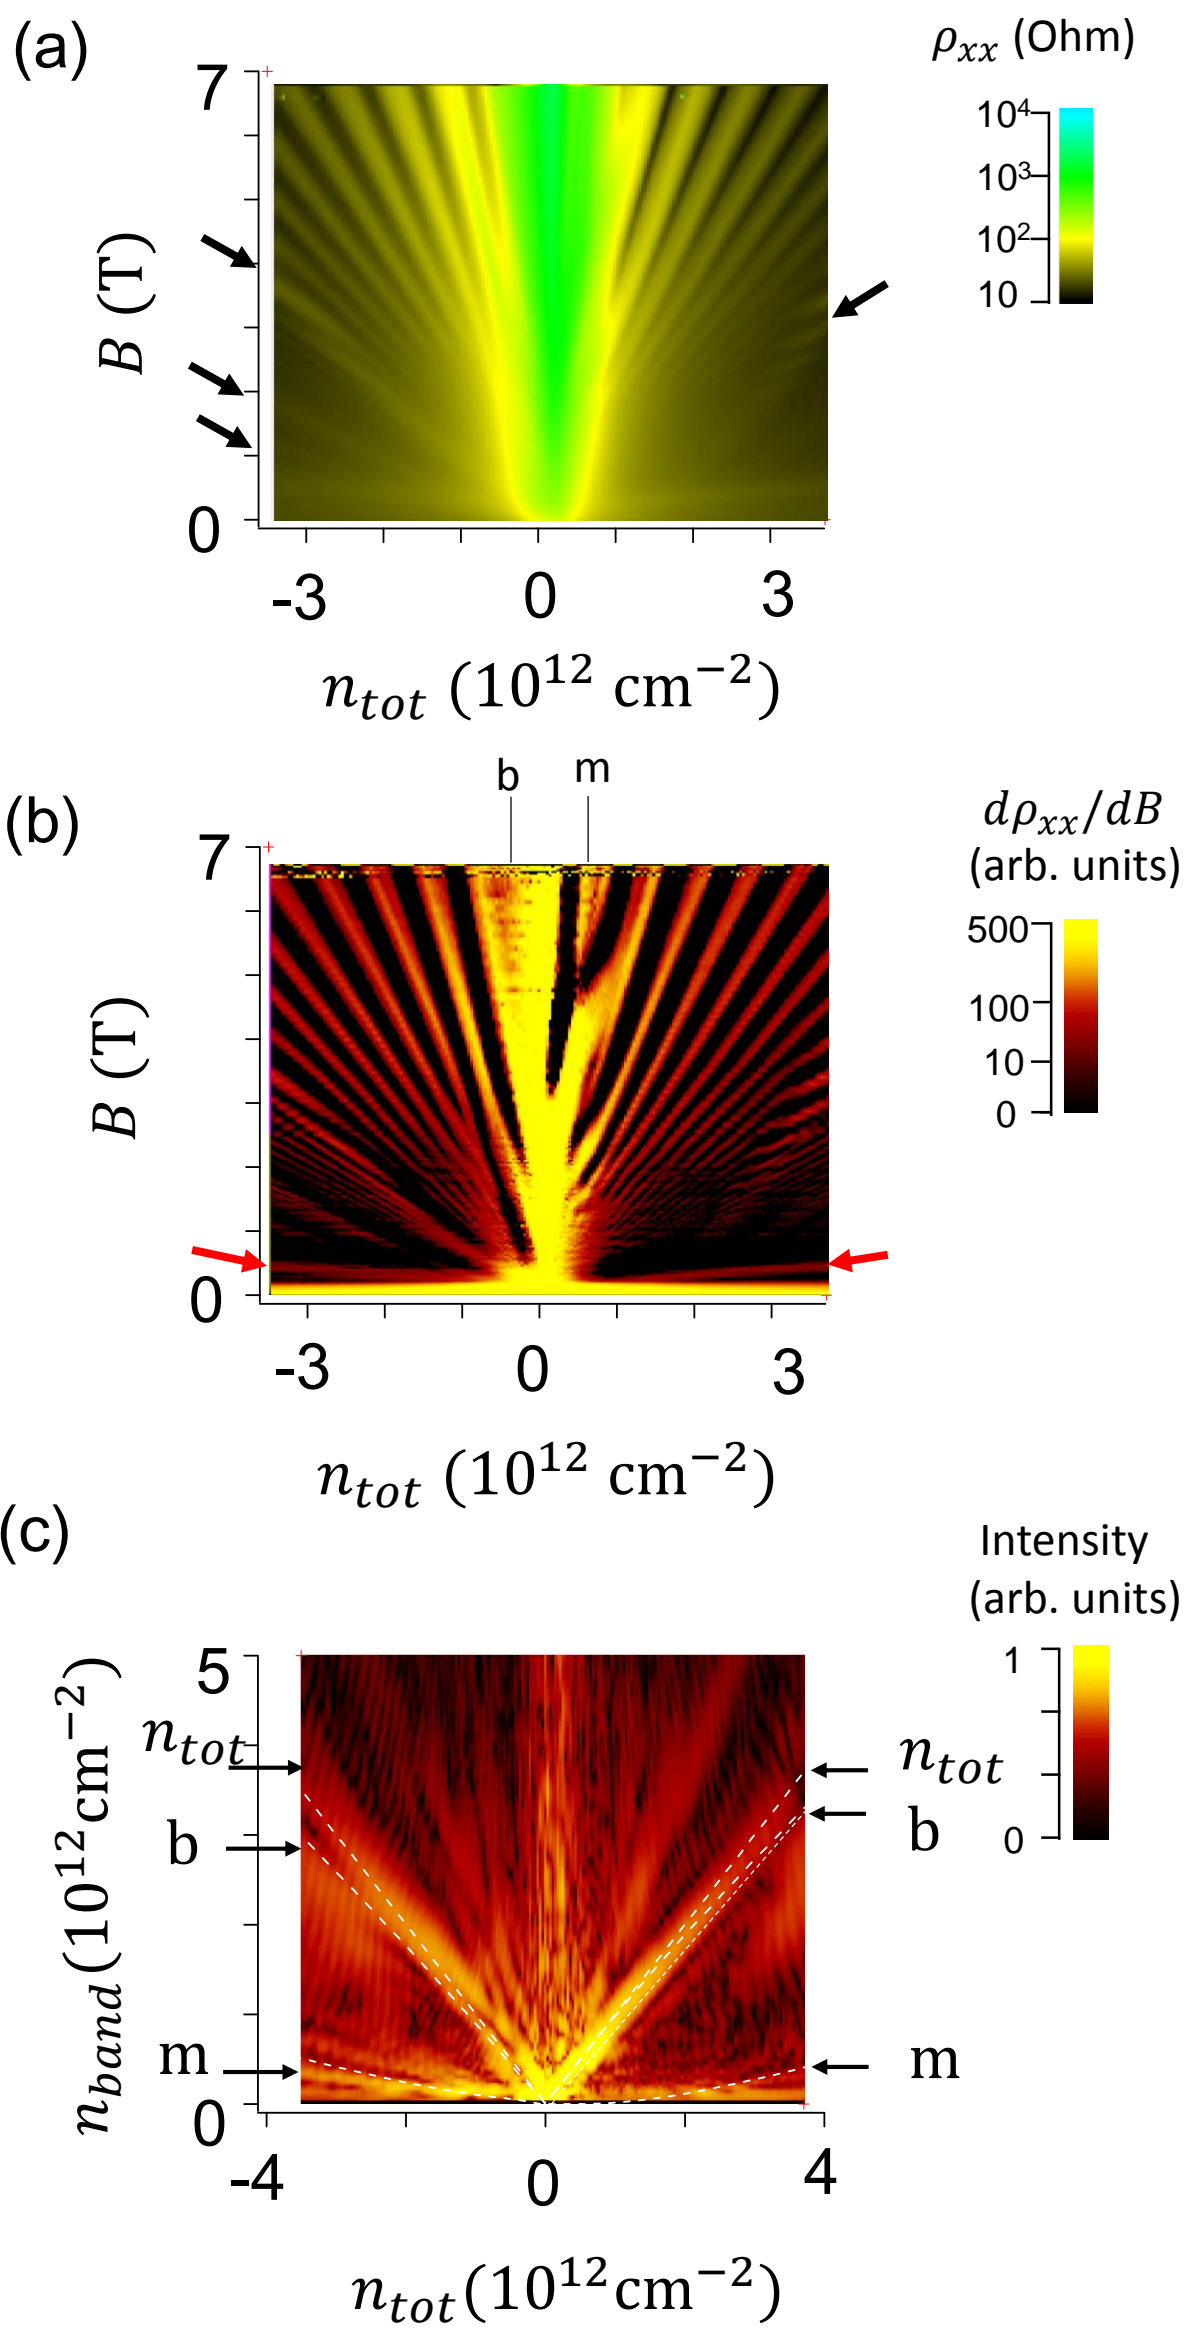 (a)
ρxx (Ohm)
7
10⁴
10³
10²
10
B (T)
0
-3 0 3
ntot (10¹² cm⁻²)
b m
(b)
dρxx/dB
(arb. units)
7
500
100
10
0
B (T)
0
-3 0 3
ntot (10¹² cm⁻²)
(c)
Intensity
(arb. units)
5
1
0
ntot
b
m
nband(10¹²cm⁻²)
ntot
b
m
0
-4 0 4
ntot(10¹²cm⁻²)